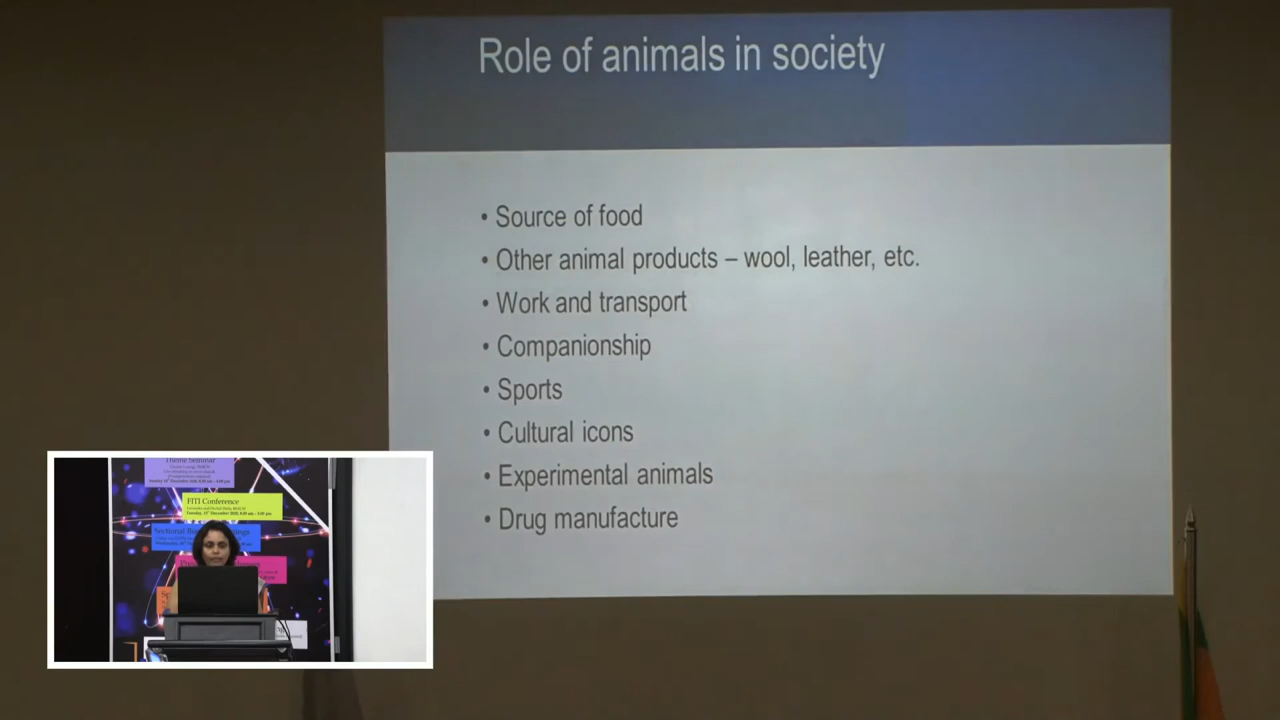 Role of animals in society
• Source of food
• Other animal products – wool, leather, etc.
• Work and transport
• Companionship
• Sports
• Cultural icons
• Experimental animals
• Drug manufacture
Theme Seminar
FITI Conference
Sectional